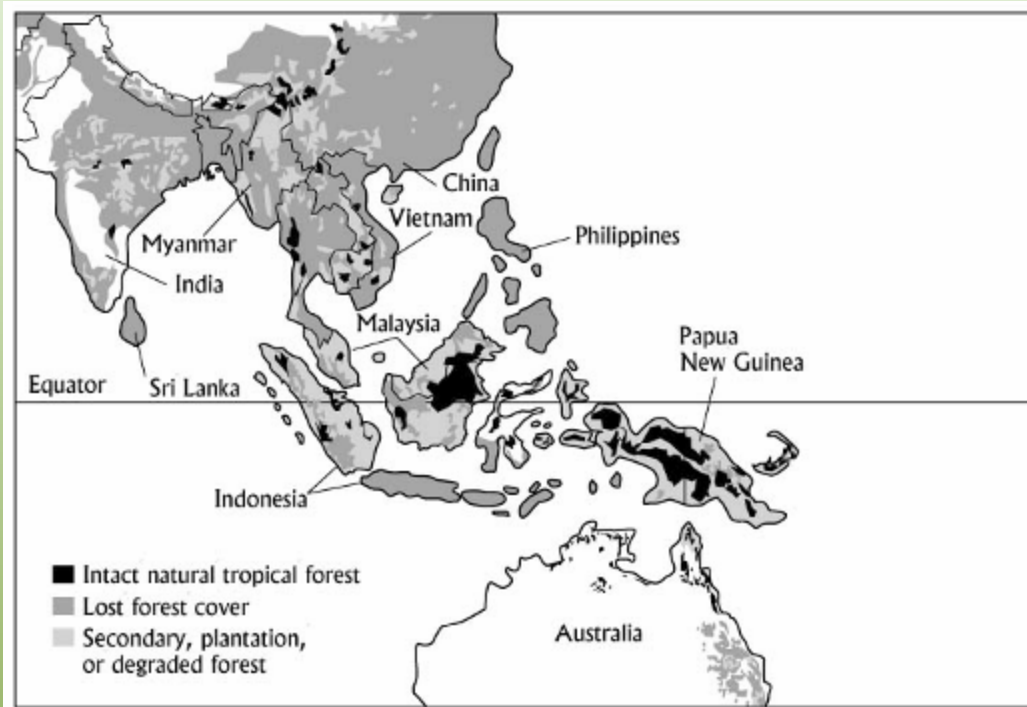 China
Vietnam
Philippines
Myanmar
India
Malaysia
Papua
New Guinea
Equator
Sri Lanka
Indonesia
Intact natural tropical forest
Lost forest cover
Secondary, plantation,
or degraded forest
Australia